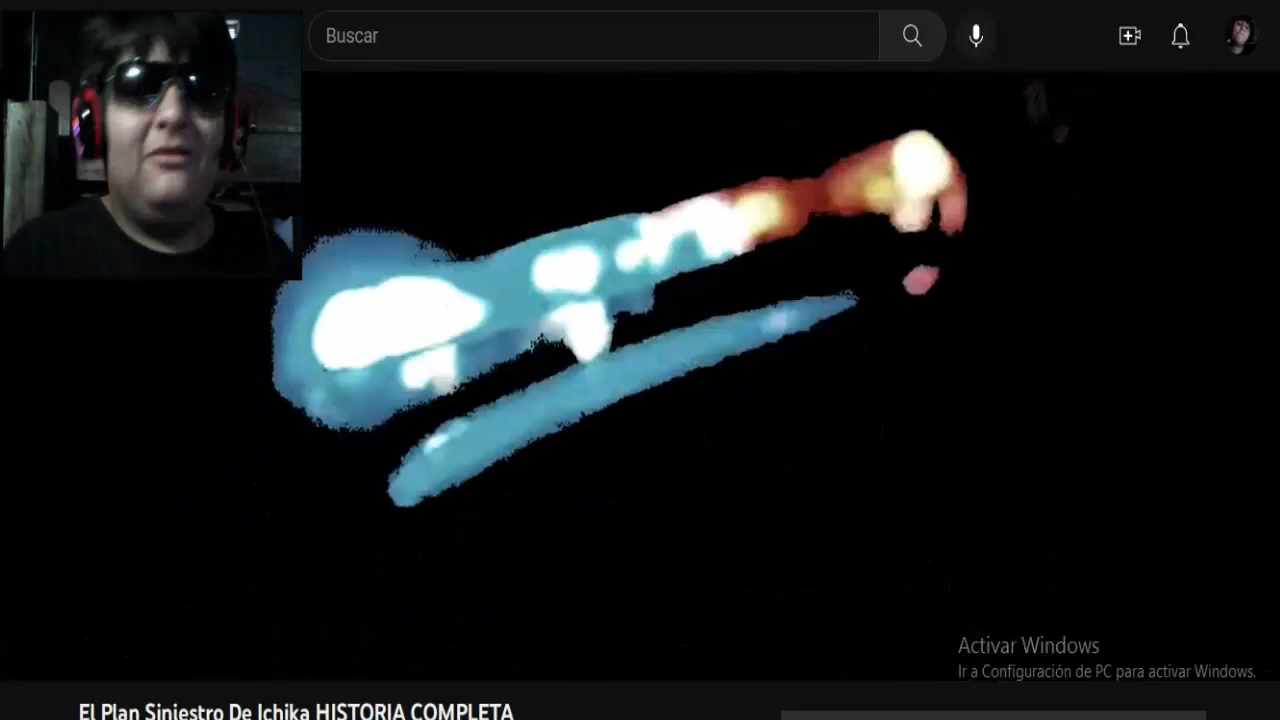 Buscar
Activar Windows
Ir a Configuración de PC para activar Windows.
El Plan Siniestro De Ichika HISTORIA COMPLETA